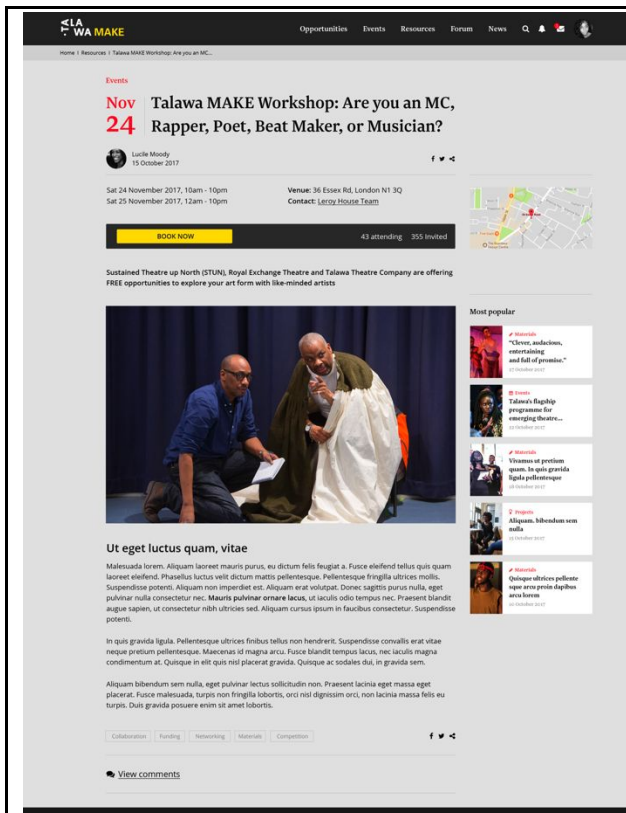 TALAWA MAKE
Opportunities Events Resources Forum News
Home I Resources I Talawa MAKE Workshop: Are you an MC...
Events
Nov 24
Talawa MAKE Workshop: Are you an MC,
Rapper, Poet, Beat Maker, or Musician?
Lucile Moody
15 October 2017
Sat 24 November 2017, 10am - 10pm
Sat 25 November 2017, 12am - 10pm
Venue: 36 Essex Rd, London N1 3Q
Contact: Leroy House Team
BOOK NOW
43 attending 355 Invited
Sustained Theatre up North (STUN), Royal Exchange Theatre and Talawa Theatre Company are offering
FREE opportunities to explore your art form with like-minded artists
Ut eget luctus quam, vitae
Malesuada lorem. Aliquam laoreet mauris purus, eu dictum felis feugiat a. Fusce eleifend tellus quis quam
laoreet eleifend. Phasellus luctus velit dictum mattis pellentesque. Pellentesque fringilla ultrices mollis.
Suspendisse potenti. Aliquam non imperdiet est. Aliquam erat volutpat. Donec sagittis purus nulla, eget
pulvinar nulla consectetur nec. Mauris pulvinar ornare lacus, ut iaculis odio tempus nec. Praesent blandit
augue sapien, ut consectetur nibh ultricies sed. Aliquam cursus ipsum in faucibus consectetur. Suspendisse
potenti.
In quis gravida ligula. Pellentesque ultrices finibus tellus non hendrerit. Suspendisse convallis erat vitae
neque pretium pellentesque. Maecenas id magna arcu. Fusce blandit tempus lacus, nec iaculis magna
condimentum at. Quisque in elit quis nisl placerat gravida. Quisque ac sodales dui, in gravida sem.
Aliquam bibendum sem nulla, eget pulvinar lectus sollicitudin non. Praesent lacinia eget massa eget
placerat. Fusce malesuada, turpis non fringilla lobortis, orci nisl dignissim orci, non lacinia massa felis eu
turpis. Duis gravida posuere enim sit amet lobortis.
Collaboration Funding Networking Materials Competition
View comments
Most popular
Materials
"Clever, audacious,
entertaining
and full of promise."
27 October 2017
Events
Talawa's flagship
programme for
emerging theatre...
Materials
Vivamus ut pretium
quam. In quis gravida
ligula pellentesque
Projects
Aliquam, bibendum sem
nulla
Materials
Quisque ultrices pellente
sque arcu proin dapibus
arcu lorem